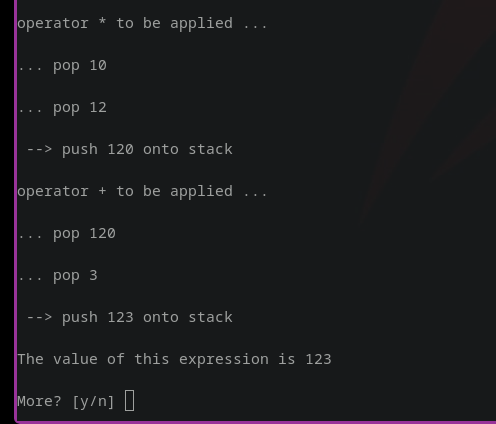 operator * to be applied ...
... pop 10
... pop 12
--> push 120 onto stack
operator + to be applied ...
... pop 120
... pop 3
--> push 123 onto stack
The value of this expression is 123
More? [y/n]